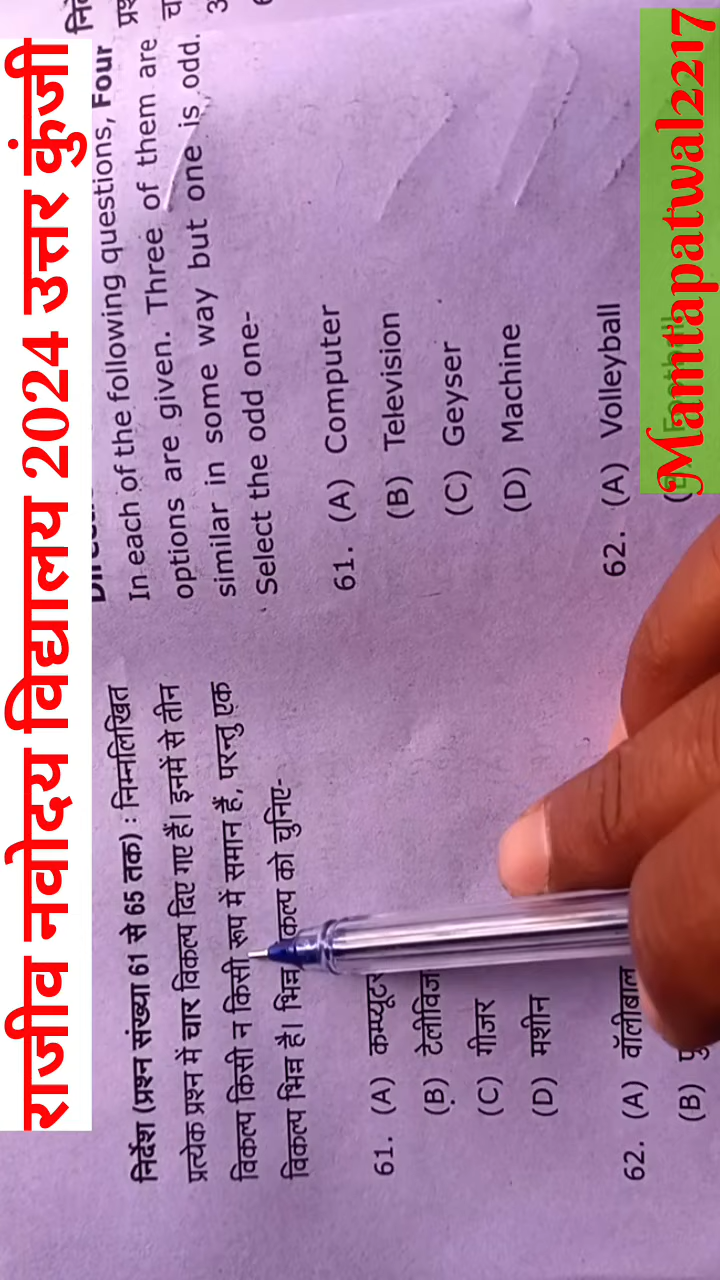 राजीव नवोदय विद्यालय 2024 उत्तर कुंजी
निर्देश (प्रश्न संख्या 61 से 65 तक) : निम्नलिखित
प्रत्येक प्रश्न में चार विकल्प दिए गए हैं। इनमें से तीन
विकल्प किसी न किसी रूप में समान हैं, परन्तु एक
विकल्प भिन्न है। भिन्न को चुनिए-
61. (A) कम्प्यूटर
(B)
(C) गीजर
(D) मशीन
62. (A) वॉलीबाल
(B)
In each of the following questions, Four
options are given. Three of them are
similar in some way but one is odd.
Select the odd one-
61. (A) Computer
(B) Television
(C) Geyser
(D) Machine
62. (A) Volleyball
Mamtapatwal2217